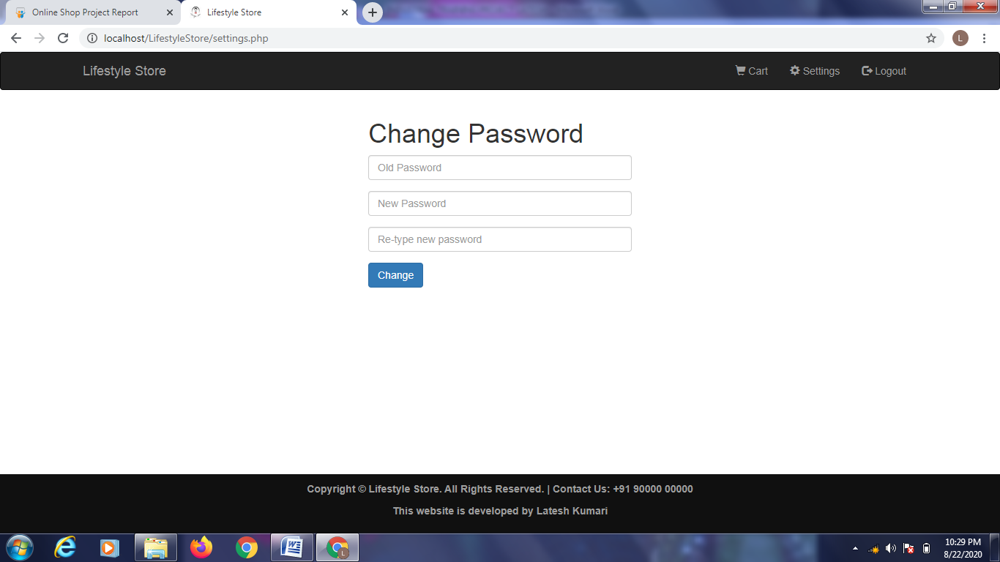 Online Shop Project Report
Lifestyle Store
localhost/LifestyleStore/settings.php
L
Lifestyle Store
Cart
Settings
Logout
Change Password
Old Password
New Password
Re-type new password
Change
Copyright © Lifestyle Store. All Rights Reserved. | Contact Us: +91 90000 00000
This website is developed by Latesh Kumari
L
10:29 PM
8/22/2020